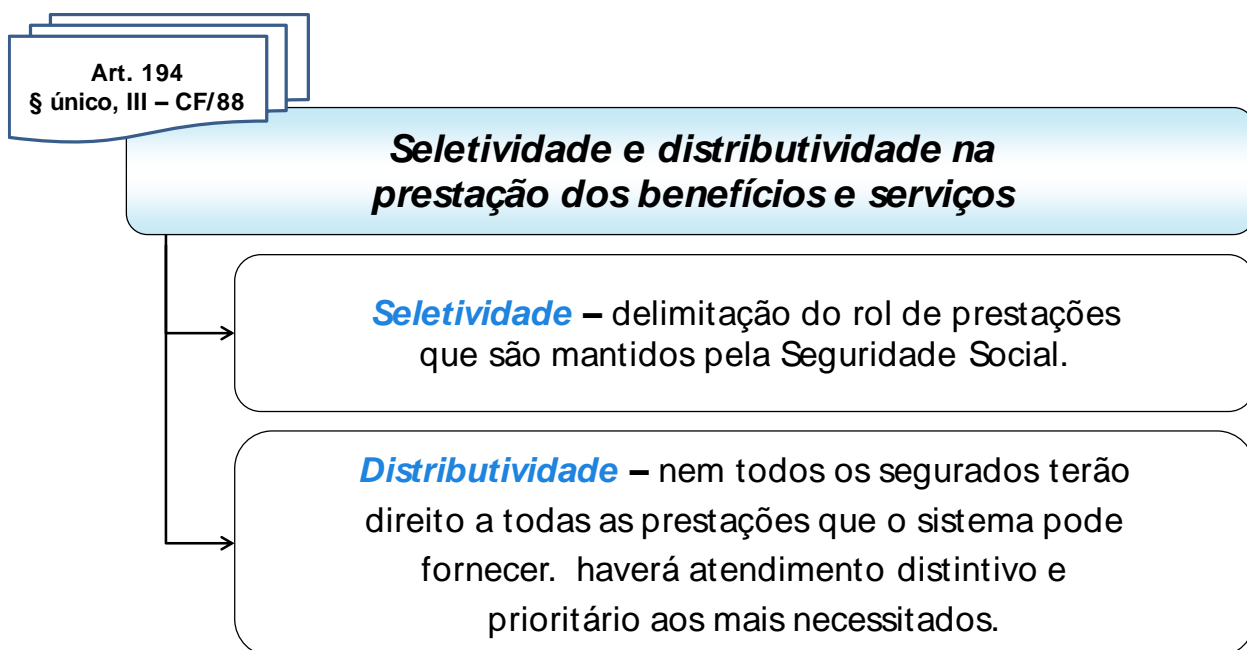 Art. 194
§ único, III – CF/88
Seletividade e distributividade na
prestação dos benefícios e serviços
Seletividade – delimitação do rol de prestações
que são mantidos pela Seguridade Social.
Distributividade – nem todos os segurados terão
direito a todas as prestações que o sistema pode
fornecer. haverá atendimento distintivo e
prioritário aos mais necessitados.